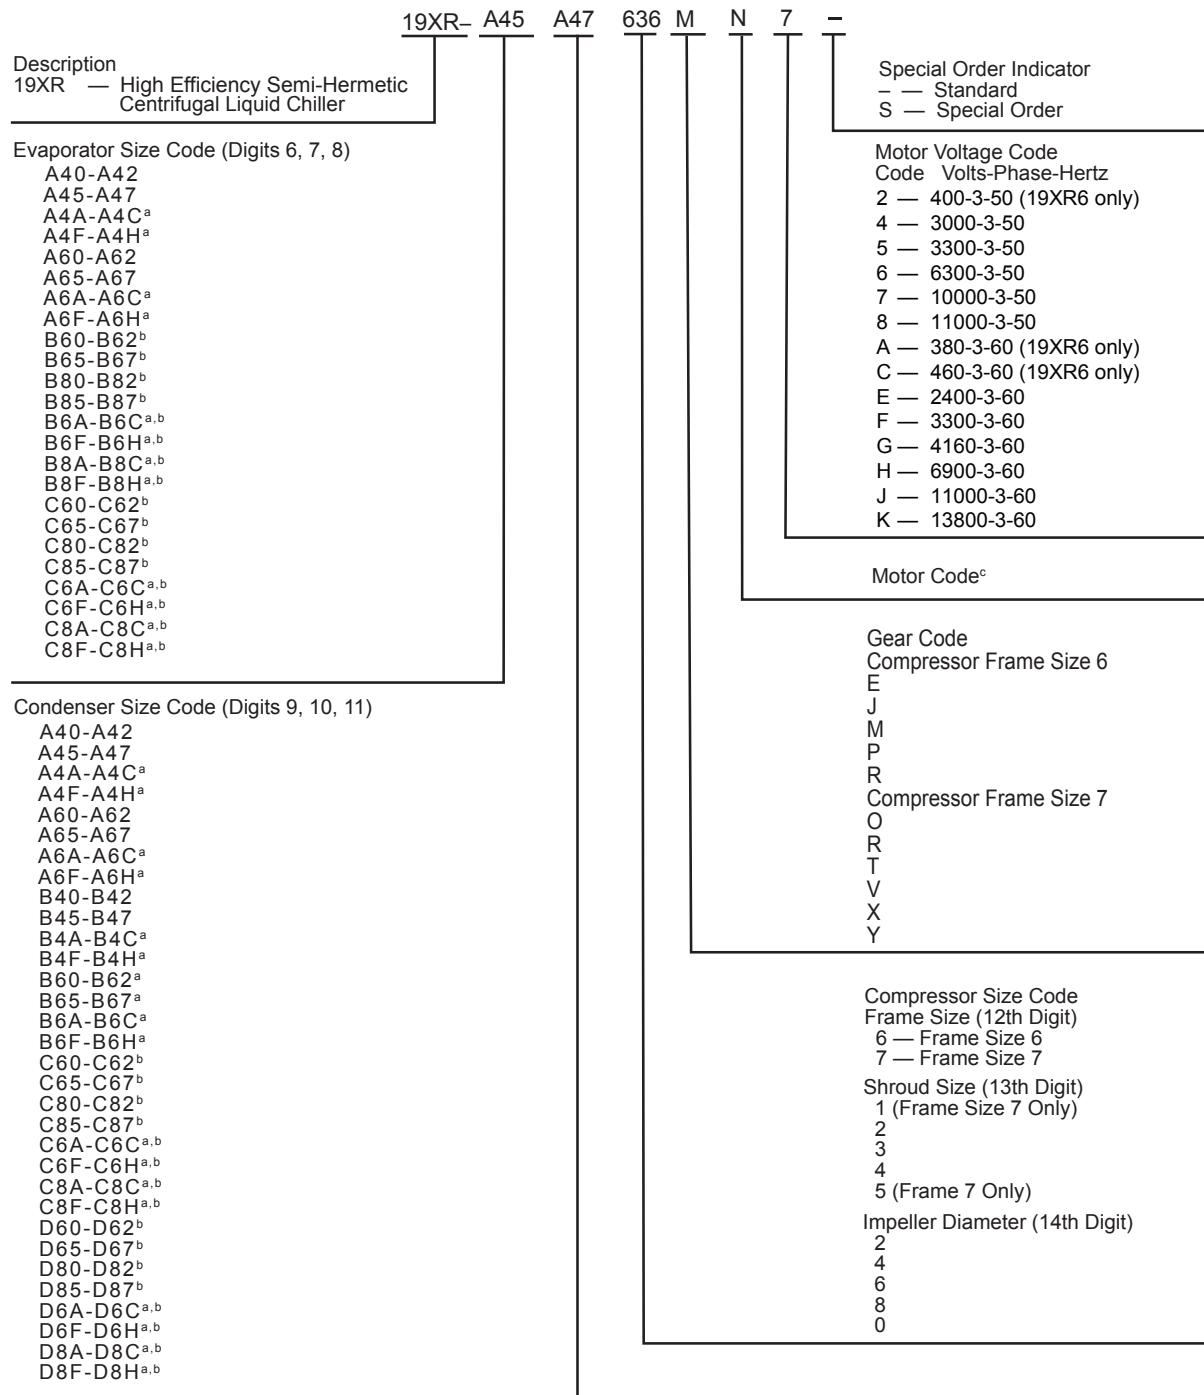 19XR– A45 A47 636 M N 7 –
Description
19XR — High Efficiency Semi-Hermetic
Centrifugal Liquid Chiller
Evaporator Size Code (Digits 6, 7, 8)
A40-A42
A45-A47
A4A-A4Cᵃ
A4F-A4Hᵃ
A60-A62
A65-A67
A6A-A6Cᵃ
A6F-A6Hᵃ
B60-B62ᵇ
B65-B67ᵇ
B80-B82ᵇ
B85-B87ᵇ
B6A-B6Cᵃ,ᵇ
B6F-B6Hᵃ,ᵇ
B8A-B8Cᵃ,ᵇ
B8F-B8Hᵃ,ᵇ
C60-C62ᵇ
C65-C67ᵇ
C80-C82ᵇ
C85-C87ᵇ
C6A-C6Cᵃ,ᵇ
C6F-C6Hᵃ,ᵇ
C8A-C8Cᵃ,ᵇ
C8F-C8Hᵃ,ᵇ
Condenser Size Code (Digits 9, 10, 11)
A40-A42
A45-A47
A4A-A4Cᵃ
A4F-A4Hᵃ
A60-A62
A65-A67
A6A-A6Cᵃ
A6F-A6Hᵃ
B40-B42
B45-B47
B4A-B4Cᵃ
B4F-B4Hᵃ
B60-B62ᵃ
B65-B67ᵃ
B6A-B6Cᵃ
B6F-B6Hᵃ
C60-C62ᵇ
C65-C67ᵇ
C80-C82ᵇ
C85-C87ᵇ
C6A-C6Cᵃ,ᵇ
C6F-C6Hᵃ,ᵇ
C8A-C8Cᵃ,ᵇ
C8F-C8Hᵃ,ᵇ
D60-D62ᵇ
D65-D67ᵇ
D80-D82ᵇ
D85-D87ᵇ
D6A-D6Cᵃ,ᵇ
D6F-D6Hᵃ,ᵇ
D8A-D8Cᵃ,ᵇ
D8F-D8Hᵃ,ᵇ
Special Order Indicator
– — Standard
S — Special Order
Motor Voltage Code
Code Volts-Phase-Hertz
2 — 400-3-50 (19XR6 only)
4 — 3000-3-50
5 — 3300-3-50
6 — 6300-3-50
7 — 10000-3-50
8 — 11000-3-50
A — 380-3-60 (19XR6 only)
C — 460-3-60 (19XR6 only)
E — 2400-3-60
F — 3300-3-60
G — 4160-3-60
H — 6900-3-60
J — 11000-3-60
K — 13800-3-60
Motor Codeᶜ
Gear Code
Compressor Frame Size 6
E
J
M
P
R
Compressor Frame Size 7
O
R
T
V
X
Y
Compressor Size Code
Frame Size (12th Digit)
6 — Frame Size 6
7 — Frame Size 7
Shroud Size (13th Digit)
1 (Frame Size 7 Only)
2
3
4
5 (Frame 7 Only)
Impeller Diameter (14th Digit)
2
4
6
8
0